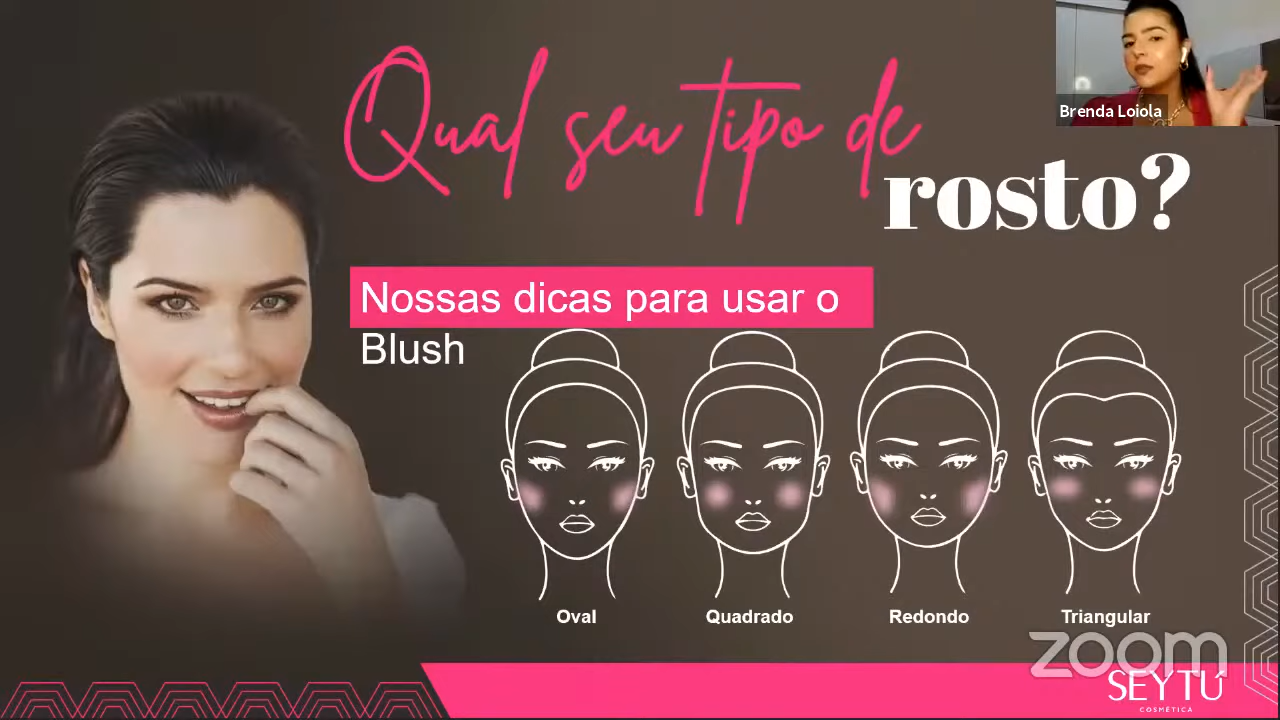 Brenda Loiola
Qual seu tipo de
rosto?
Nossas dicas para usar o
Blush
Oval
Quadrado
Redondo
Triangular
zoom
SEYTÚ
COSMÉTICA